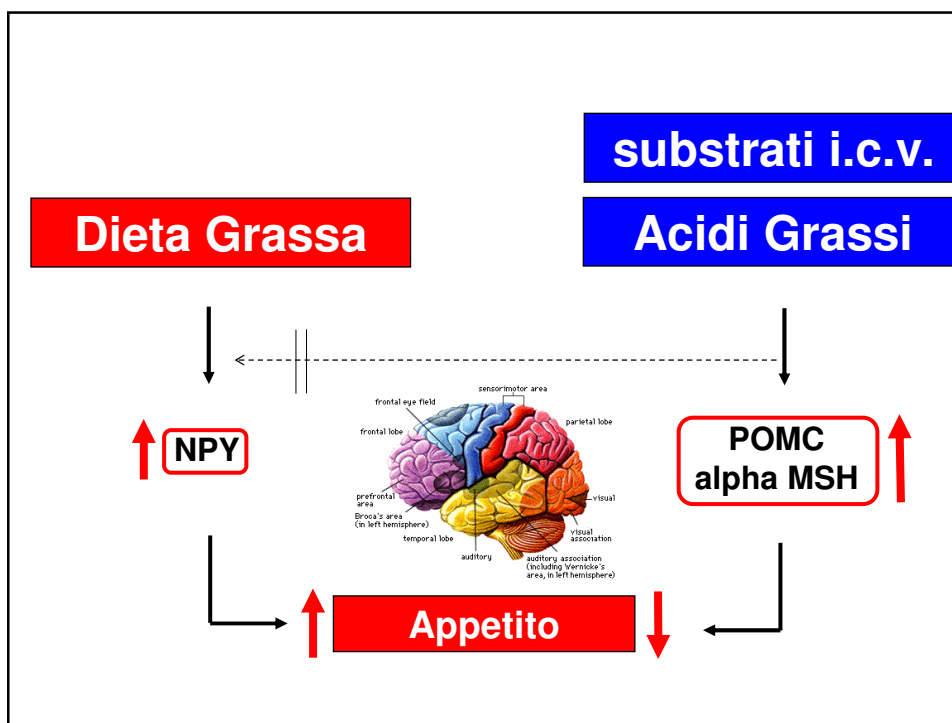 substrati i.c.v.
Dieta Grassa
Acidi Grassi
sensorimotor area
frontal eye field
parietal lobe
frontal lobe
NPY
POMC
alpha MSH
prefrontal
area
visual
Broca's area
(in left hemisphere)
visual
association
temporal lobe
auditory
auditory association
(including Wernicke's
area, in left hemisphere)
Appetito